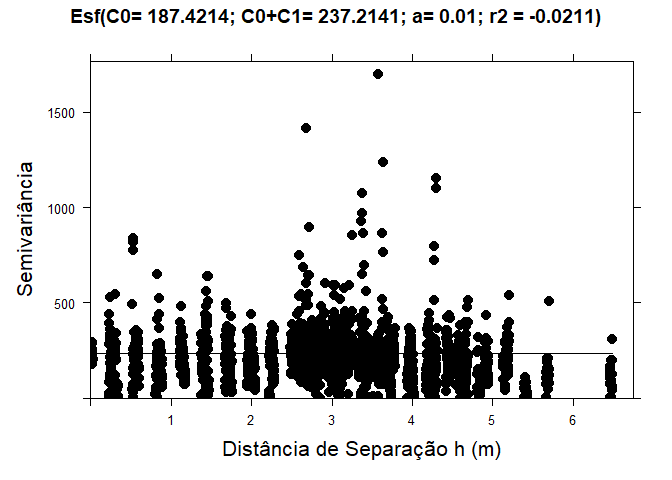 Esf(C0= 187.4214; C0+C1= 237.2141; a= 0.01; r2 = -0.0211)
Semivariância
1500
1000
500
1 2 3 4 5 6
Distância de Separação h (m)